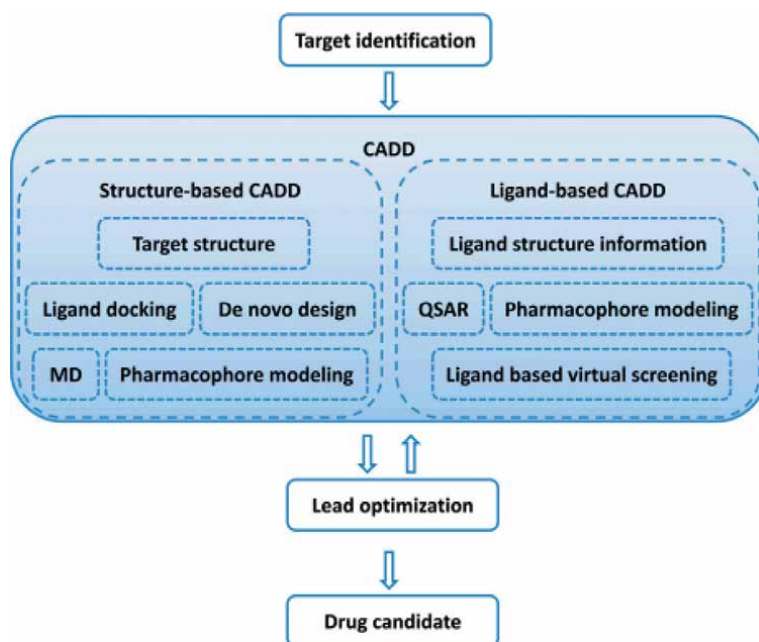 Target identification
CADD
Structure-based CADD
Target structure
Ligand docking
De novo design
MD
Pharmacophore modeling
Ligand-based CADD
Ligand structure information
QSAR
Pharmacophore modeling
Ligand based virtual screening
Lead optimization
Drug candidate